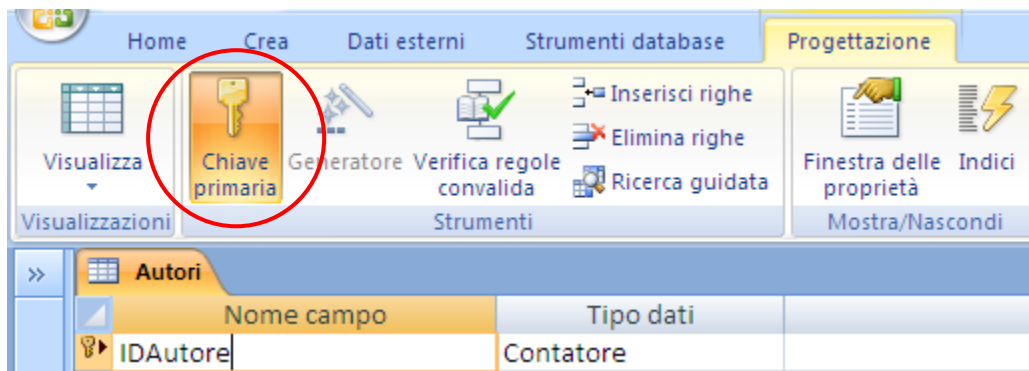 Home Crea Dati esterni Strumenti database Progettazione
Visualizza
Chiave
primaria
Generatore
Verifica regole
convalida
Inserisci righe
Elimina righe
Ricerca guidata
Finestra delle
proprietà
Indici
Visualizzazioni Strumenti Mostra/Nascondi
» Autori
Nome campo Tipo dati
IDAutore Contatore